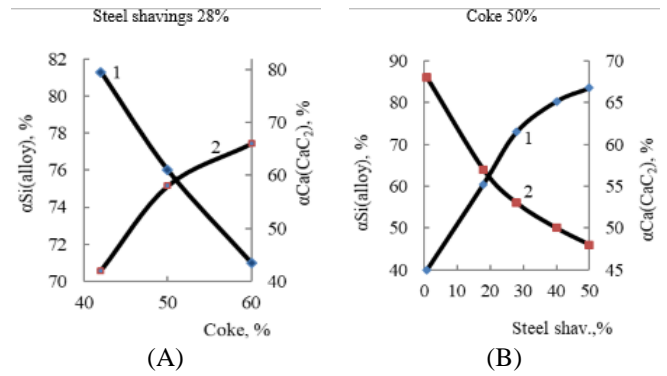 Steel shavings 28%
82
80
78
76
74
72
70
αSi(alloy), %
1
2
80
70
60
50
40
αCa(CaC₂), %
40 50 60
Coke, %
(A)
Coke 50%
90
80
70
60
50
40
αSi(alloy), %
1
2
70
65
60
55
50
45
αCa(CaC₂), %
0 10 20 30 40 50
Steel shav.,%
(B)